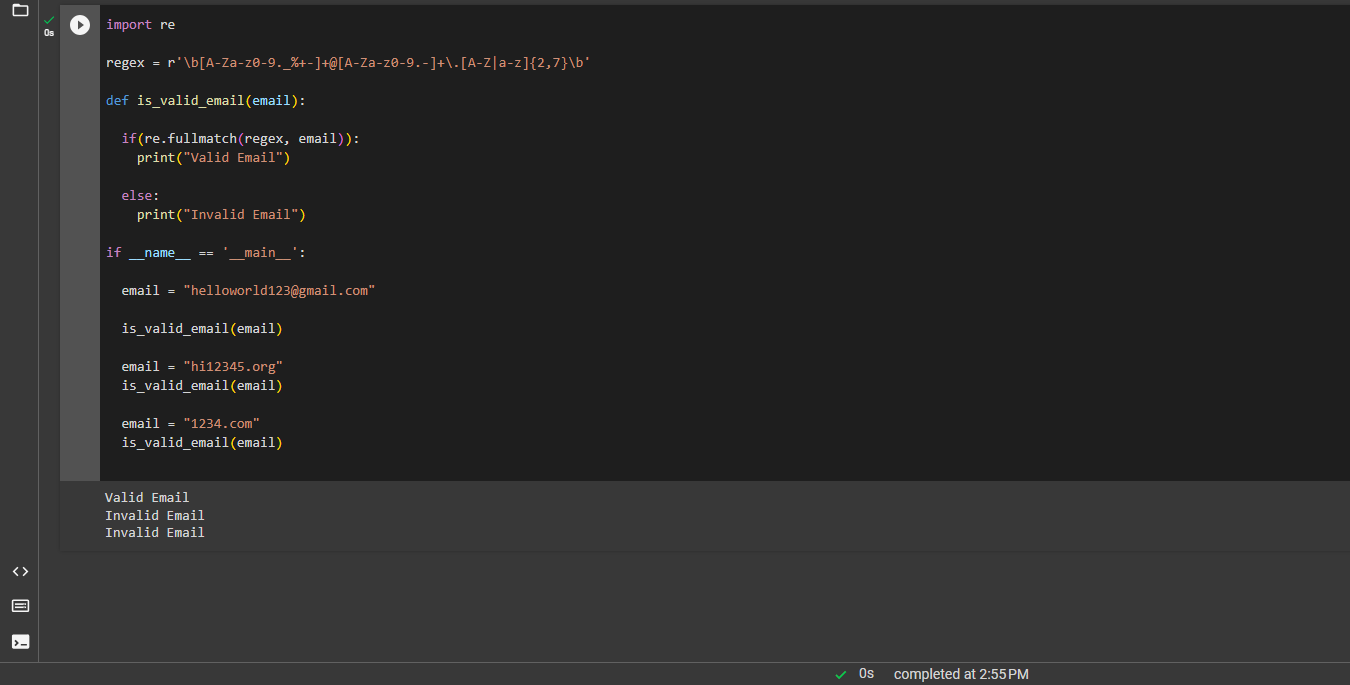 0s
import re
regex = r'\b[A-Za-z0-9._%+-]+@[A-Za-z0-9.-]+\.[A-Z|a-z]{2,7}\b'
def is_valid_email(email):
if(re.fullmatch(regex, email)):
print("Valid Email")
else:
print("Invalid Email")
if __name__ == '__main__':
email = "helloworld123@gmail.com"
is_valid_email(email)
email = "hi12345.org"
is_valid_email(email)
email = "1234.com"
is_valid_email(email)
Valid Email
Invalid Email
Invalid Email
0s completed at 2:55 PM